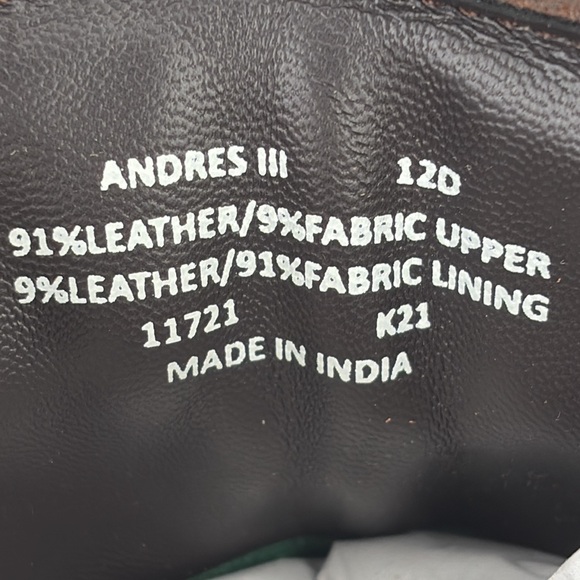 ANDRES III 12D
91%LEATHER/9%FABRIC UPPER
9%LEATHER/91%FABRIC LINING
11721 K21
MADE IN INDIA